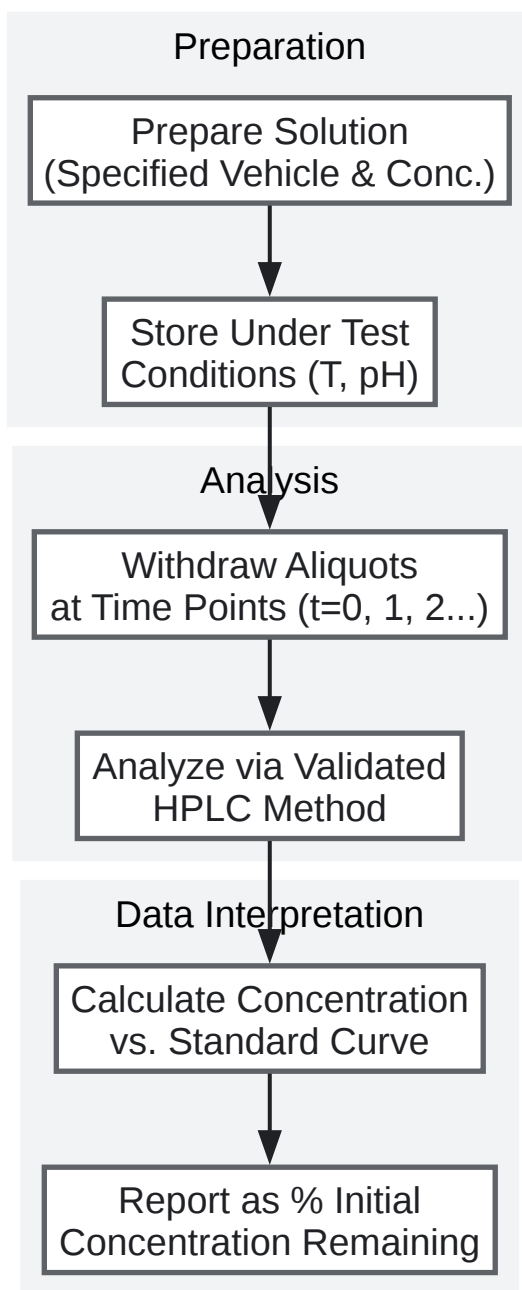 Preparation
Prepare Solution
(Specified Vehicle & Conc.)
Store Under Test
Conditions (T, pH)
Analysis
Withdraw Aliquots
at Time Points (t=0, 1, 2...)
Analyze via Validated
HPLC Method
Data Interpretation
Calculate Concentration
vs. Standard Curve
Report as % Initial
Concentration Remaining